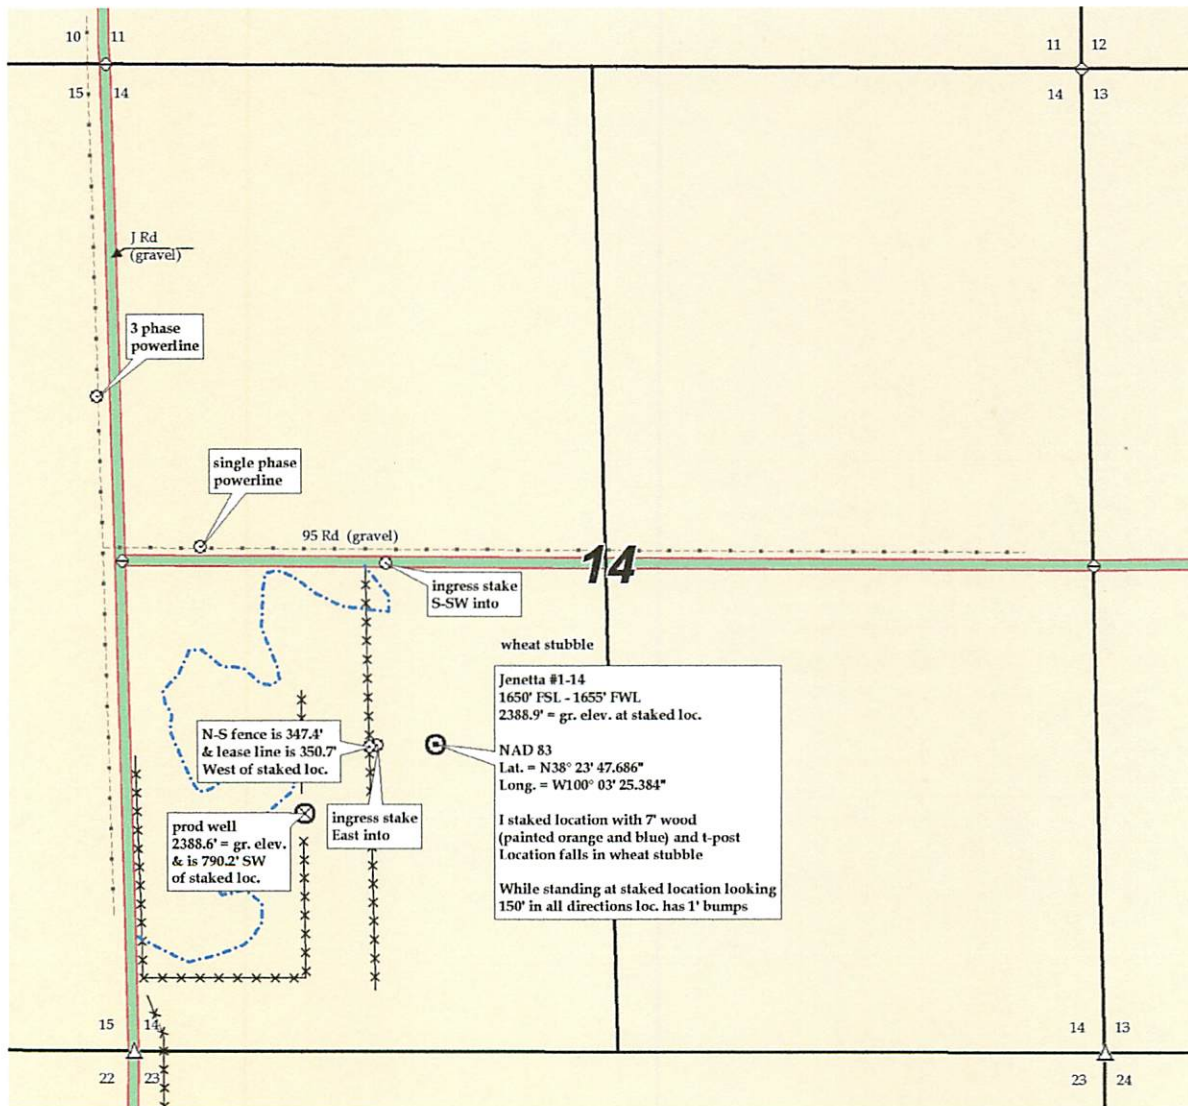 10
11
11
12
15
14
14
13
J Rd
(gravel)
3 phase
powerline
single phase
powerline
95 Rd (gravel)
14
ingress stake
S-SW into
wheat stubble
Jenetta #1-14
1650' FSL - 1655' FWL
2388.9' = gr. elev. at staked loc.
NAD 83
Lat. = N38° 23' 47.686"
Long. = W100° 03' 25.384"
I staked location with 7' wood
(painted orange and blue) and t-post
Location falls in wheat stubble
While standing at staked location looking
150' in all directions loc. has 1' bumps
N-S fence is 347.4'
& lease line is 350.7'
West of staked loc.
ingress stake
East into
prod well
2388.6' = gr. elev.
& is 790.2' SW
of staked loc.
15
14
14
13
22
23
23
24